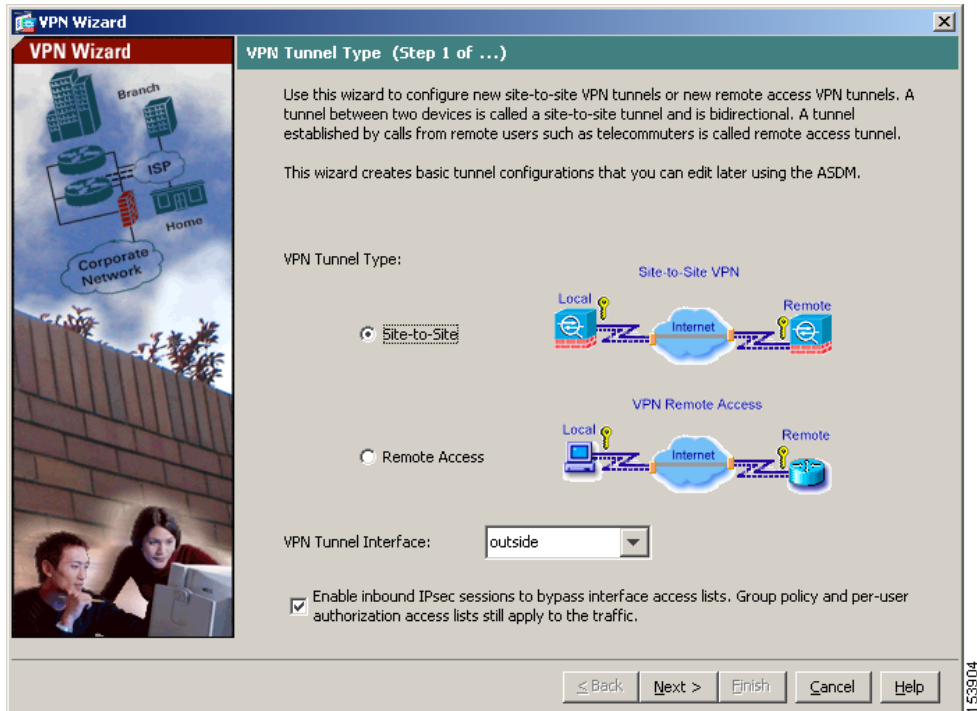 VPN Wizard
VPN Wizard
VPN Tunnel Type (Step 1 of ...)
Branch
ISP
Home
Corporate
Network
Use this wizard to configure new site-to-site VPN tunnels or new remote access VPN tunnels. A
tunnel between two devices is called a site-to-site tunnel and is bidirectional. A tunnel
established by calls from remote users such as telecommuters is called remote access tunnel.
This wizard creates basic tunnel configurations that you can edit later using the ASDM.
VPN Tunnel Type:
Site-to-Site VPN
Local
Remote
Internet
Site-to-Site
VPN Remote Access
Local
Remote
Internet
Remote Access
VPN Tunnel Interface:
outside
Enable inbound IPsec sessions to bypass interface access lists. Group policy and per-user
authorization access lists still apply to the traffic.
< Back
Next >
Finish
Cancel
Help
153904